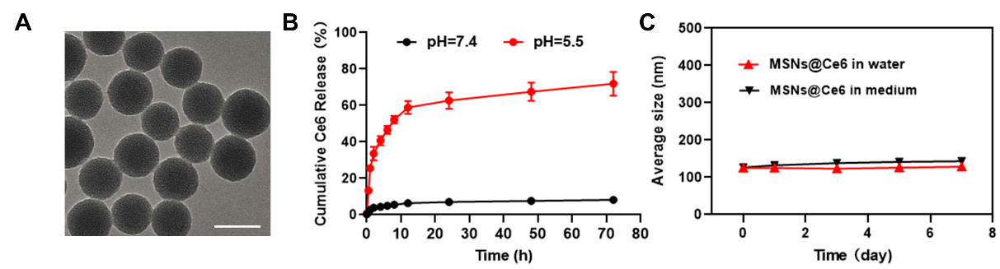 A
B
C
Cumulative Ce6 Release (%)
100
80
60
40
20
0
pH=7.4
pH=5.5
0
10
20
30
40
50
60
70
80
Time (h)
Average size (nm)
500
400
300
200
100
0
MSNs@Ce6 in water
MSNs@Ce6 in medium
0
2
4
6
8
Time（day）